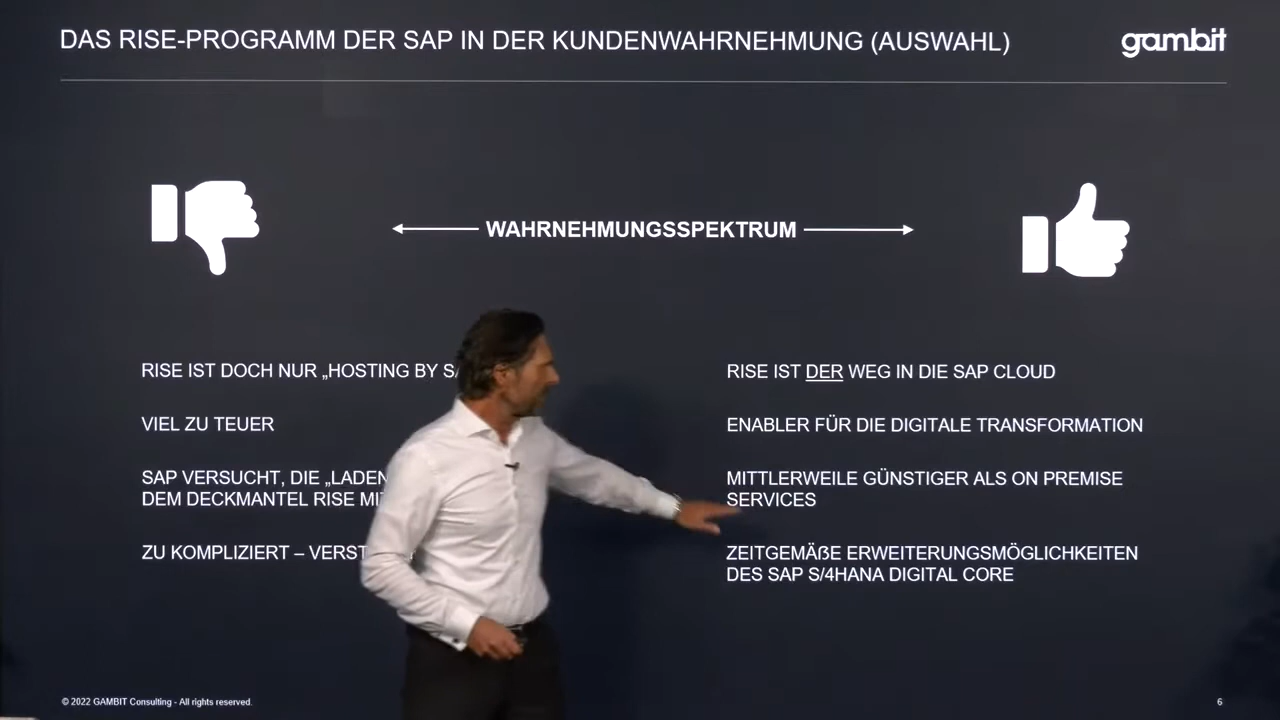 DAS RISE-PROGRAMM DER SAP IN DER KUNDENWAHRNEHMUNG (AUSWAHL)
gambit
WAHRNEHMUNGSSPEKTRUM
RISE IST DOCH NUR „HOSTING BY
VIEL ZU TEUER
SAP VERSUCHT, DIE
DEM DECKMANTEL RISE
ZU KOMPLIZIERT –
RISE IST DER WEG IN DIE SAP CLOUD
ENABLER FÜR DIE DIGITALE TRANSFORMATION
MITTLERWEILE GÜNSTIGER ALS ON PREMISE
SERVICES
ZEITGEMÄßE ERWEITERUNGSMÖGLICHKEITEN
DES SAP S/4HANA DIGITAL CORE
© 2022 GAMBIT Consulting - All rights reserved.
6